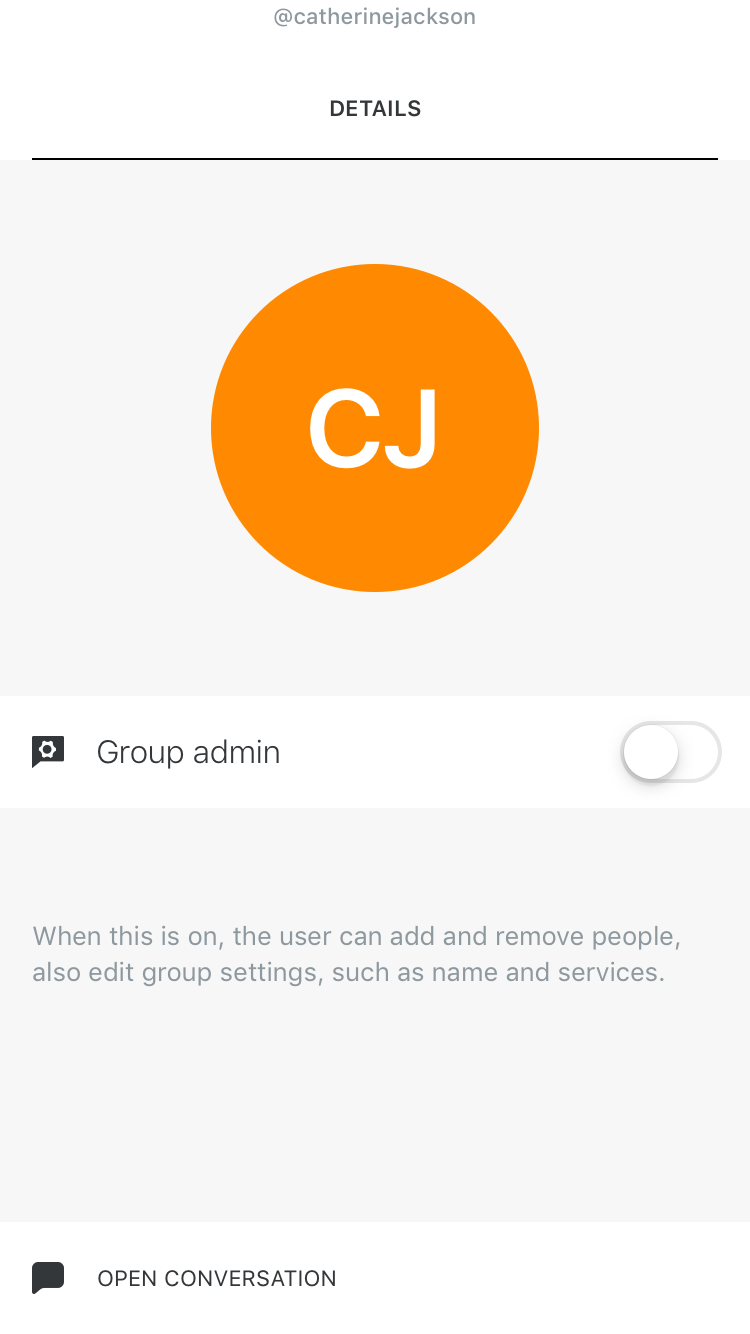 @catherinejackson
DETAILS
CJ
Group admin
When this is on, the user can add and remove people,
also edit group settings, such as name and services.
OPEN CONVERSATION